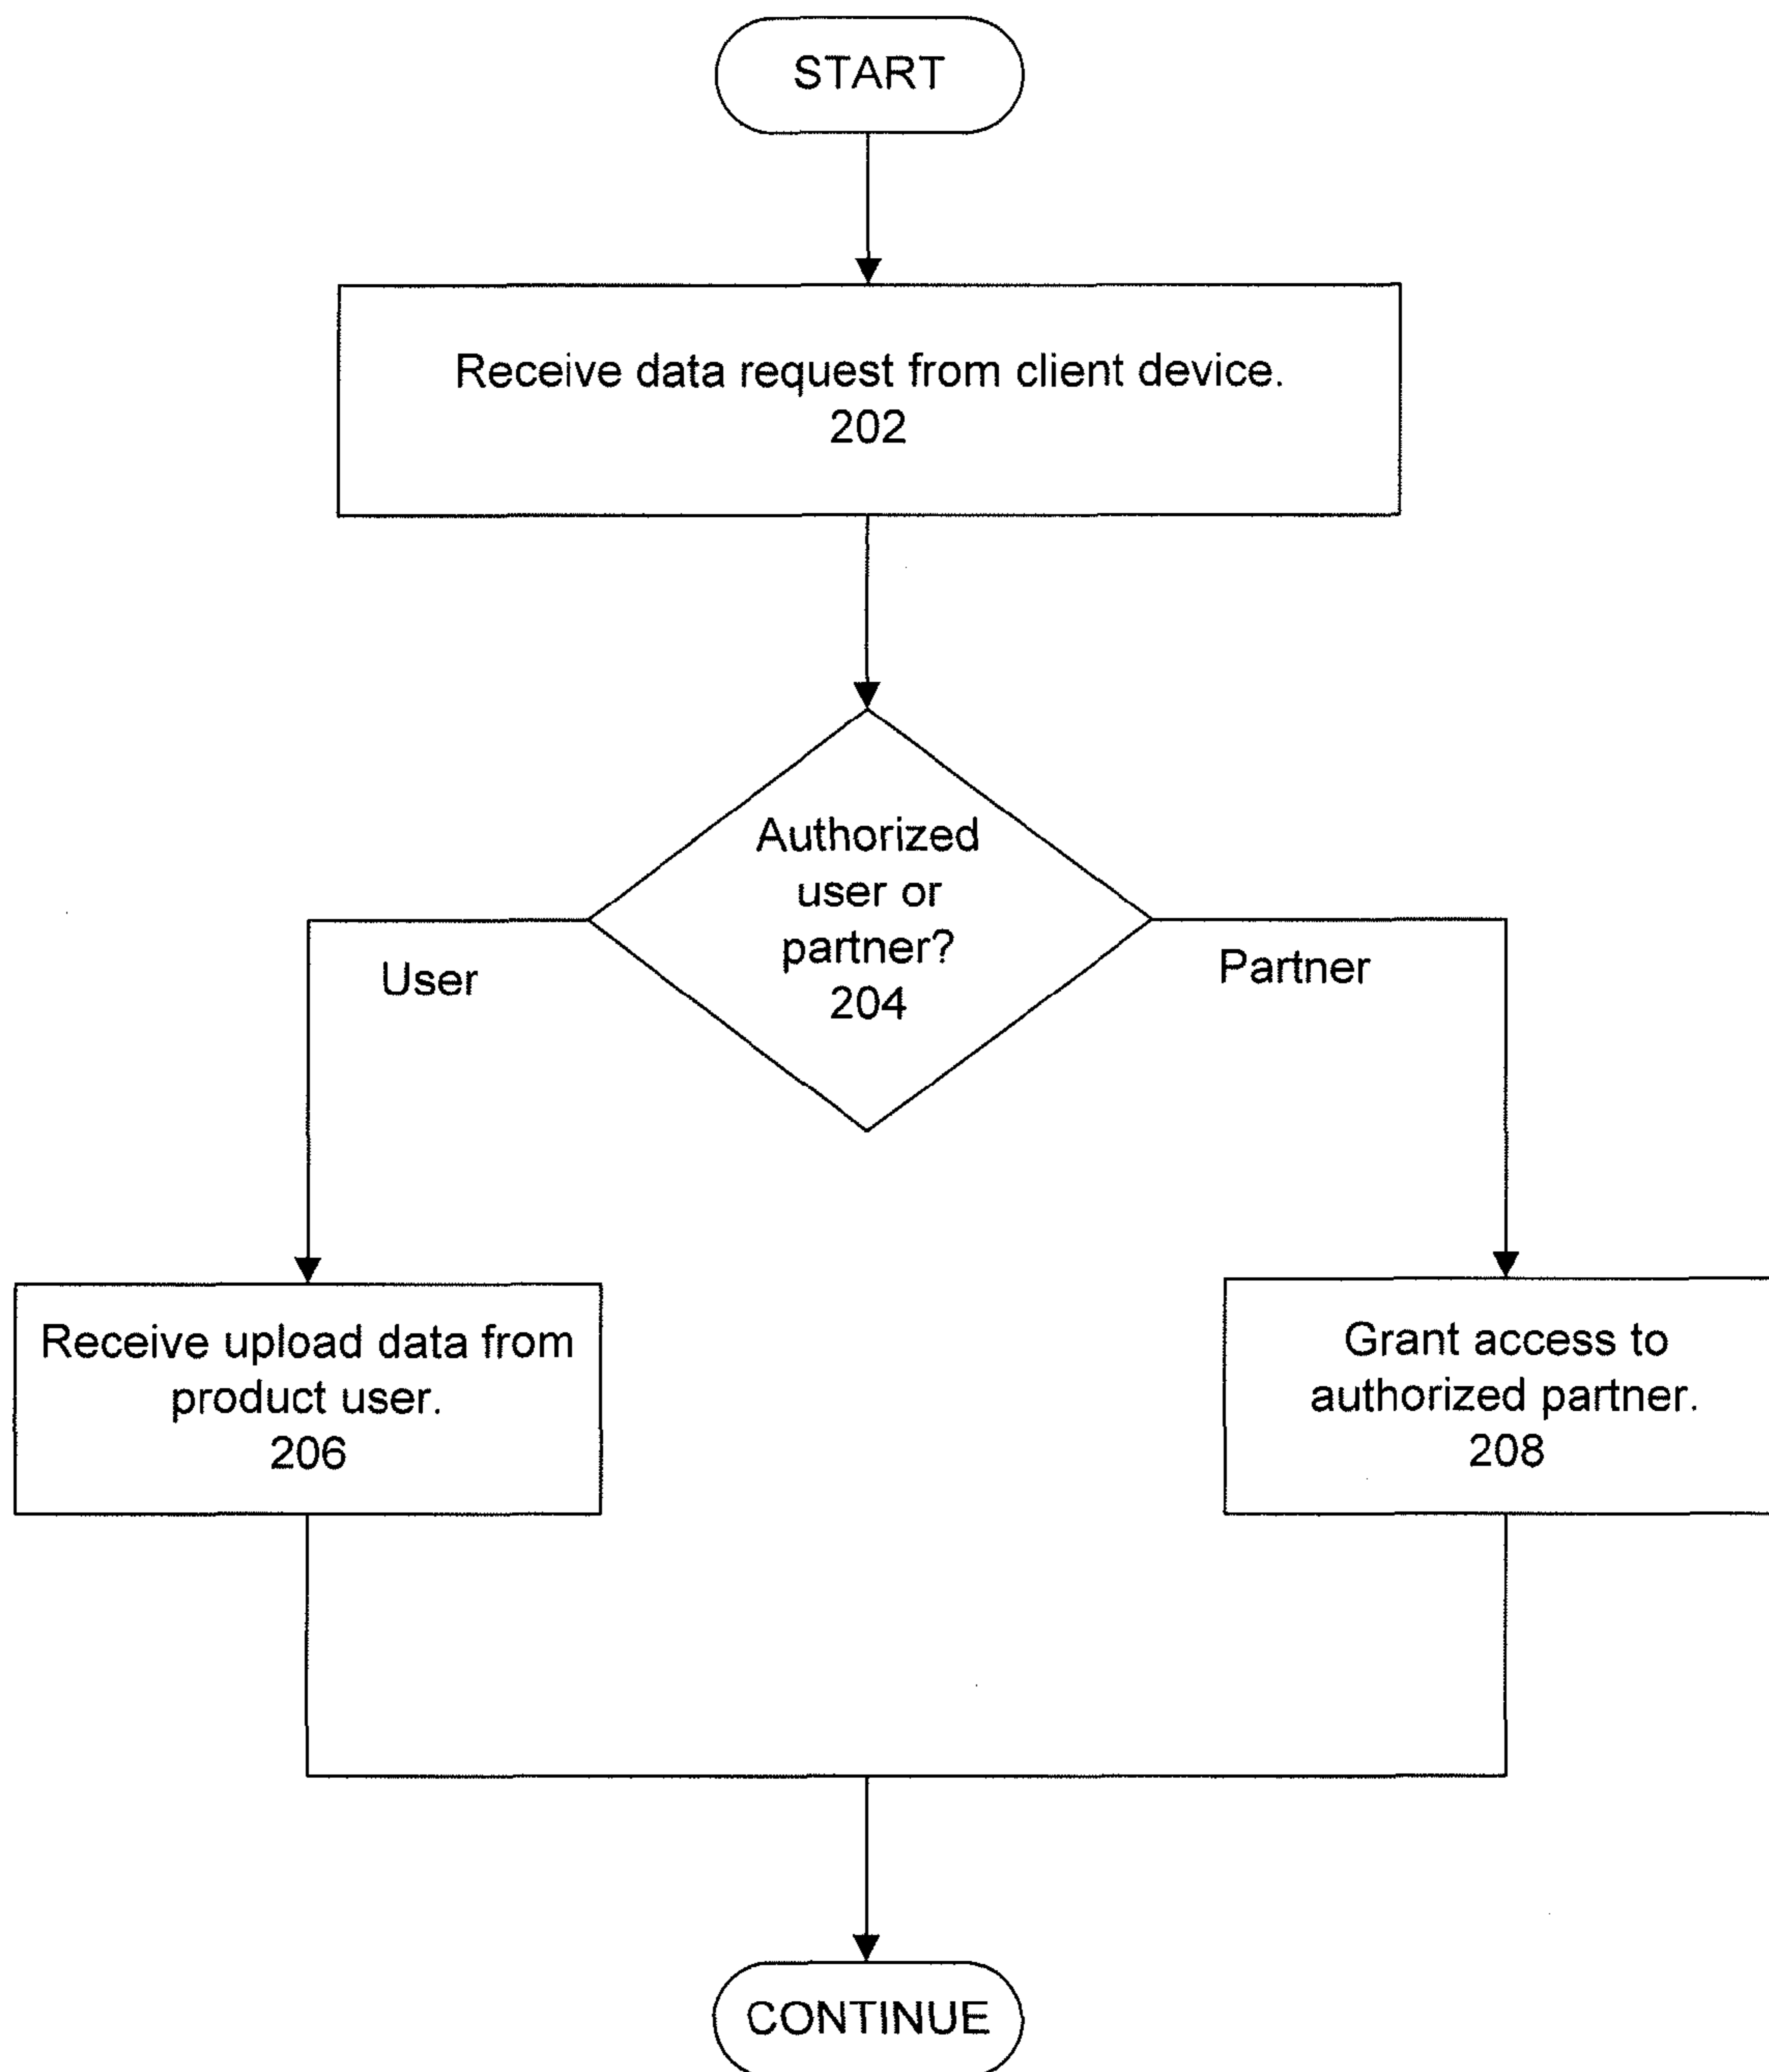 START
Receive data request from client device.
202
Authorized
user or
partner?
204
User
Partner
Receive upload data from
product user.
206
Grant access to
authorized partner.
208
CONTINUE